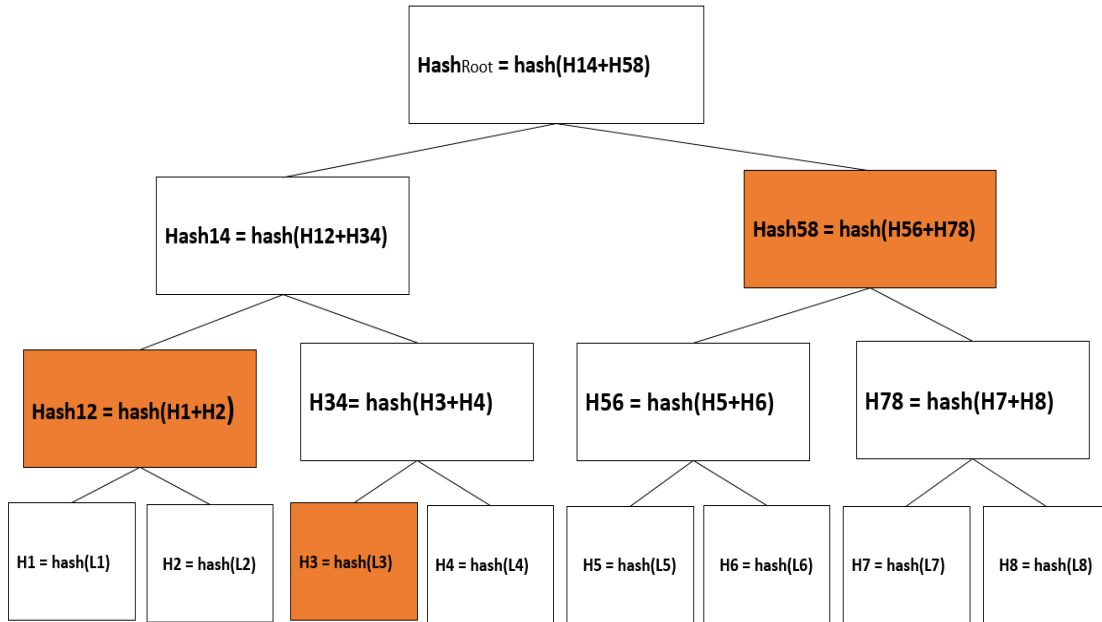 HashRoot = hash(H14+H58)
Hash14 = hash(H12+H34)
Hash58 = hash(H56+H78)
Hash12 = hash(H1+H2)
H34= hash(H3+H4)
H56 = hash(H5+H6)
H78 = hash(H7+H8)
H1 = hash(L1)
H2 = hash(L2)
H3 = hash(L3)
H4 = hash(L4)
H5 = hash(L5)
H6 = hash(L6)
H7 = hash(L7)
H8 = hash(L8)